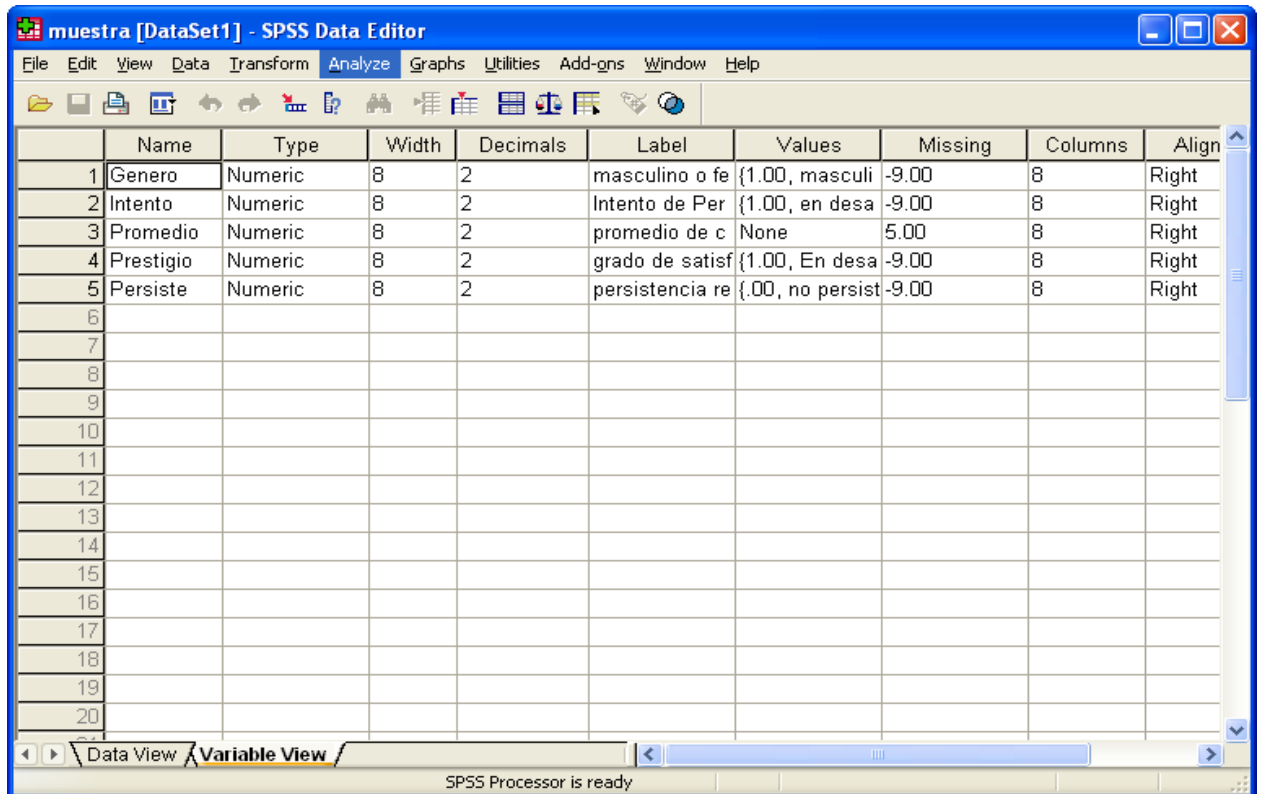 muestra [DataSet1] - SPSS Data Editor
File Edit View Data Transform Analyze Graphs Utilities Add-ons Window Help
Name Type Width Decimals Label Values Missing Columns Align
1 Genero Numeric 8 2 masculino o fe {1.00, masculi -9.00 8 Right
2 Intento Numeric 8 2 Intento de Per {1.00, en desa -9.00 8 Right
3 Promedio Numeric 8 2 promedio de c None 5.00 8 Right
4 Prestigio Numeric 8 2 grado de satisf {1.00, En desa -9.00 8 Right
5 Persiste Numeric 8 2 persistencia re {.00, no persist -9.00 8 Right
6
7
8
9
10
11
12
13
14
15
16
17
18
19
20
Data View Variable View
SPSS Processor is ready